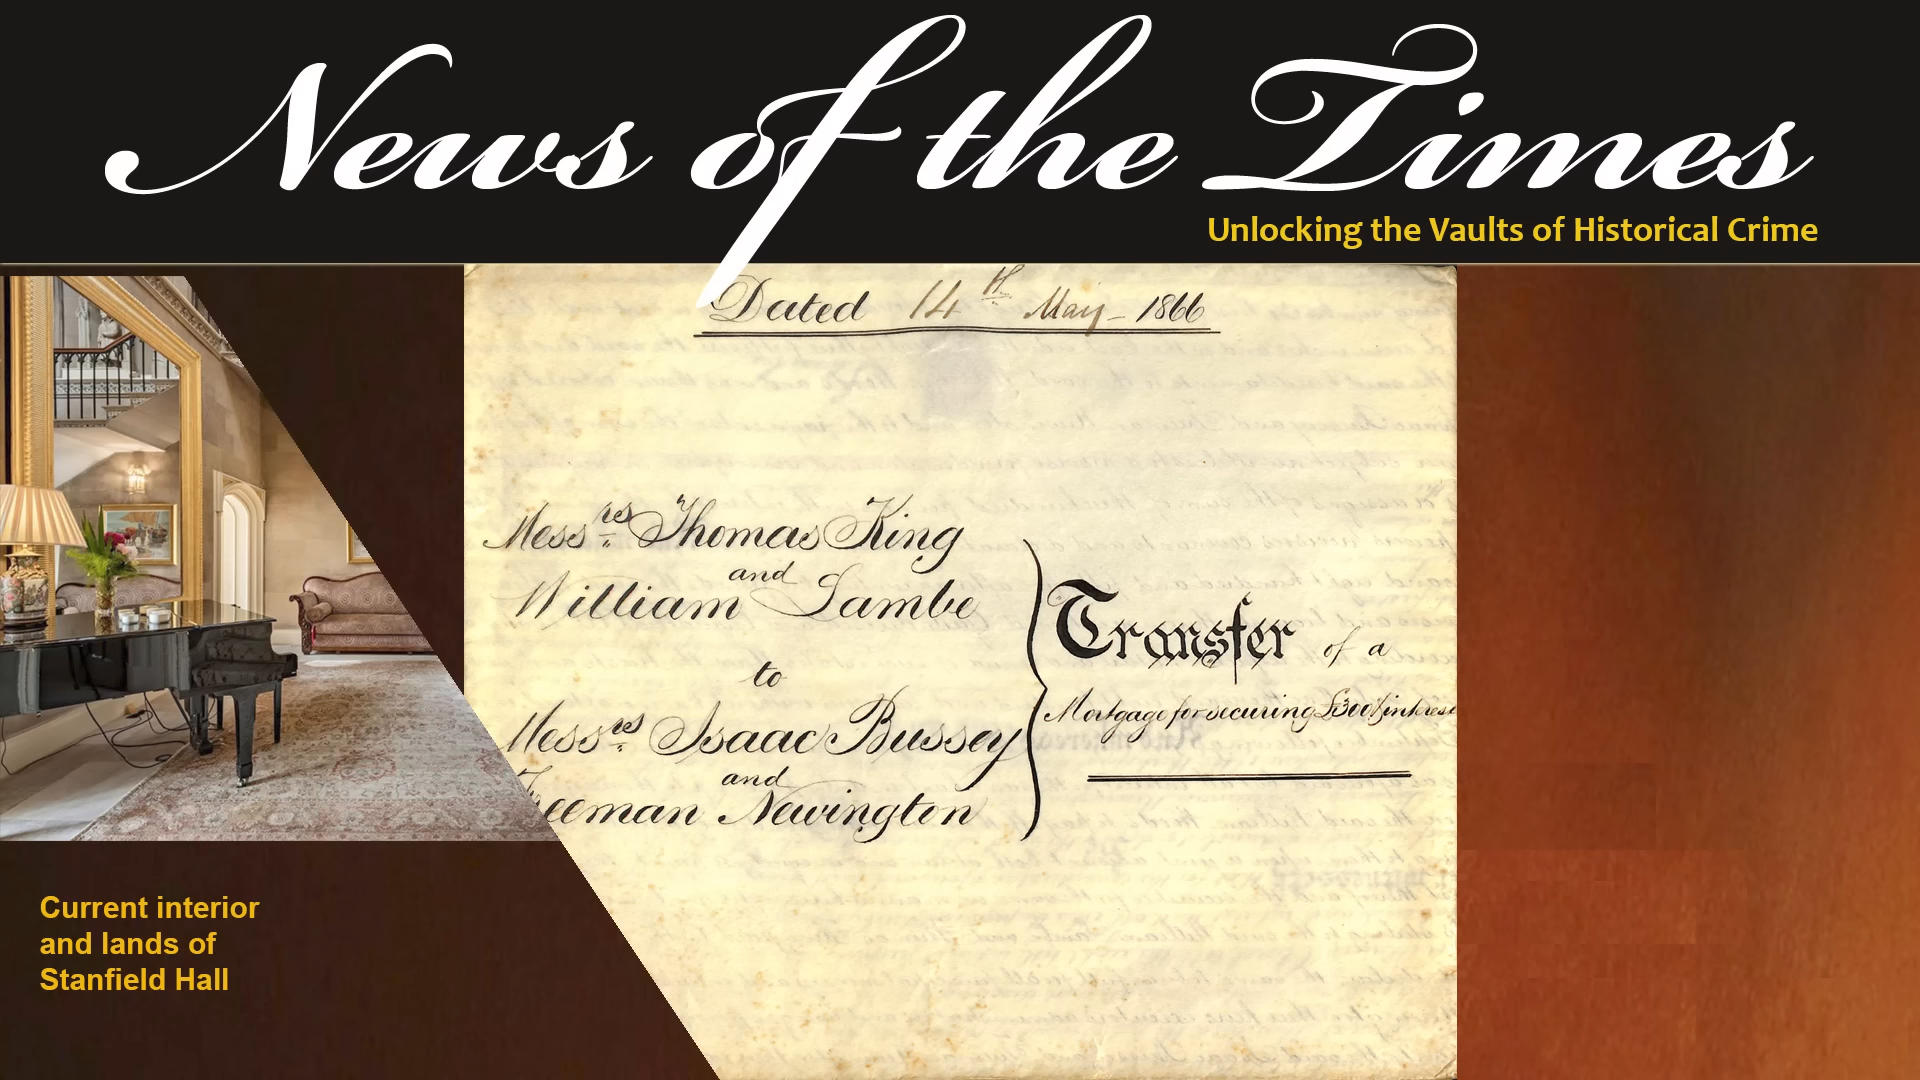 News of the Times
Unlocking the Vaults of Historical Crime
Dated 14th May - 1866
Messrs Thomas King
and
William Lambe
to
Messrs Isaac Bussey
and
Newington
Transfer of a
Mortgage for securing £300 & interest
Current interior
and lands of
Stanfield Hall